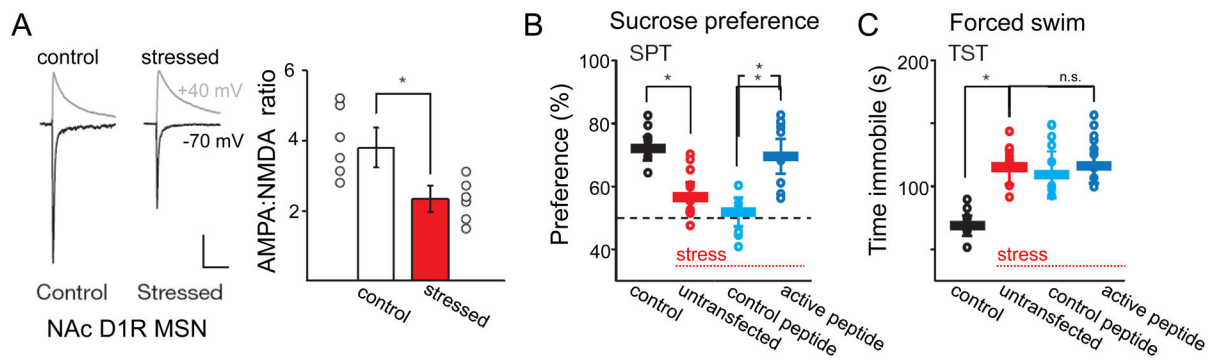 A
control
stressed
+40 mV
-70 mV
Control
Stressed
NAc D1R MSN
AMPA:NMDA ratio
6
4
2
*
control
stressed
B
Sucrose preference
SPT
Preference (%)
100
80
60
40
*
*
*
stress
control
untransfected
control peptide
active peptide
C
Forced swim
TST
Time immobile (s)
200
100
*
n.s.
stress
control
untransfected
control peptide
active peptide